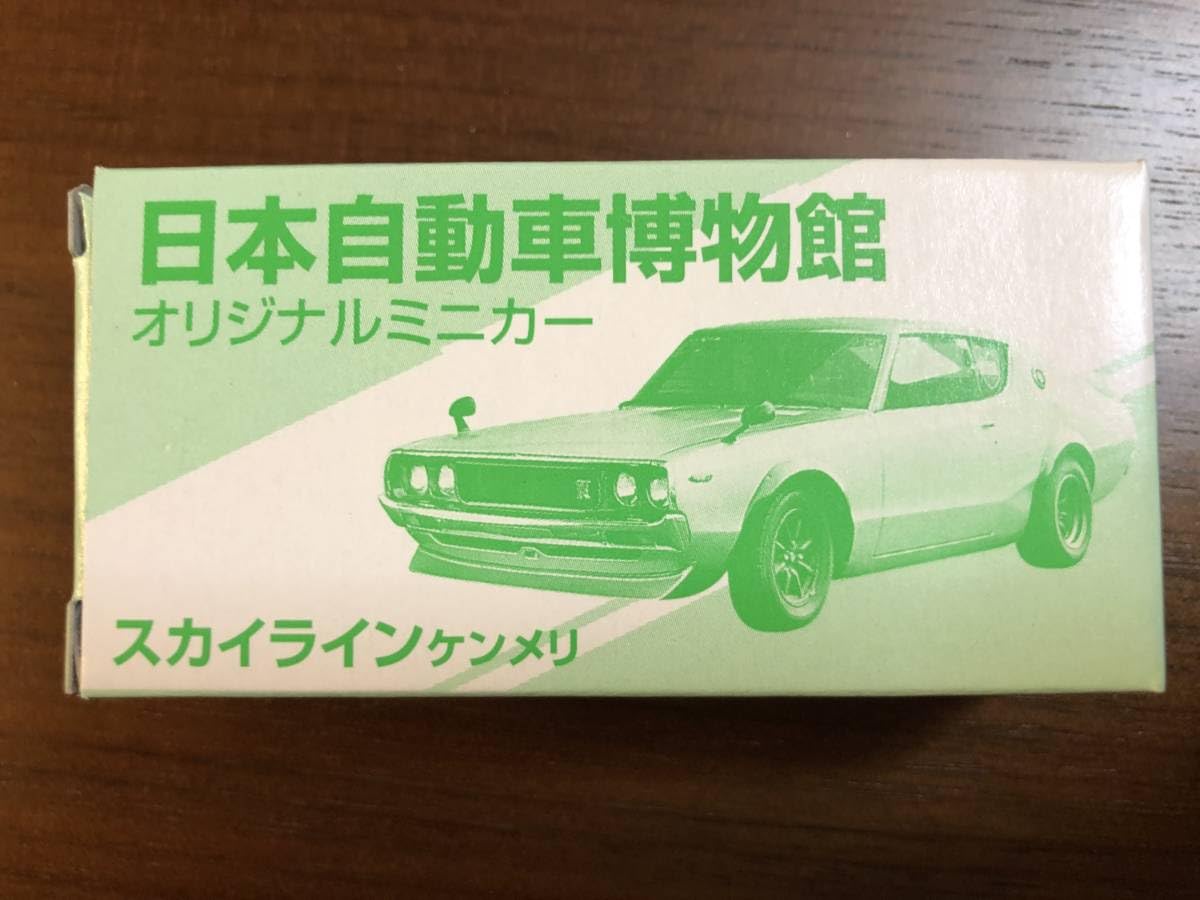 日本自動車博物館
オリジナルミニカー
スカイラインケンメリ